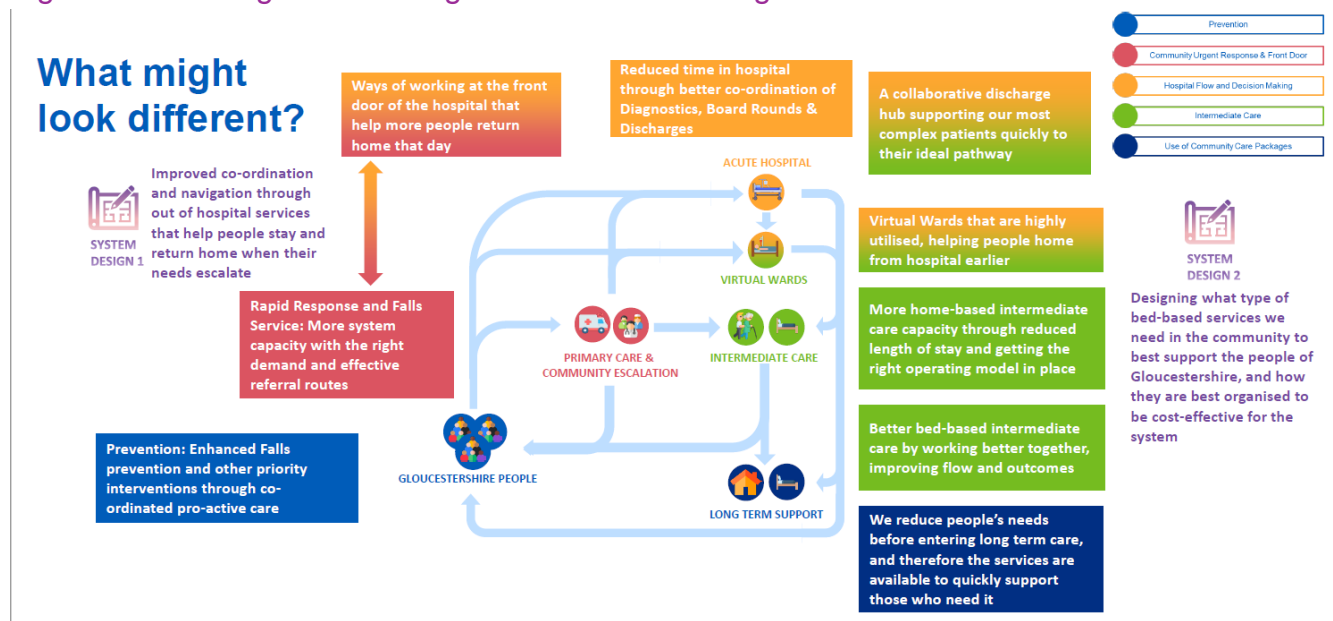 What might
look different?
Prevention
Community Urgent Response & Front Door
Hospital Flow and Decision Making
Intermediate Care
Use of Community Care Packages
Ways of working at the front
door of the hospital that
help more people return
home that day
Reduced time in hospital
through better co-ordination of
Diagnostics, Board Rounds &
Discharges
A collaborative discharge
hub supporting our most
complex patients quickly to
their ideal pathway
SYSTEM
DESIGN 1
Improved co-ordination
and navigation through
out of hospital services
that help people stay and
return home when their
needs escalate
ACUTE HOSPITAL
VIRTUAL WARDS
Virtual Wards that are highly
utilised, helping people home
from hospital earlier
SYSTEM
DESIGN 2
Designing what type of
bed-based services we
need in the community to
best support the people of
Gloucestershire, and how
they are best organised to
be cost-effective for the
system
Rapid Response and Falls
Service: More system
capacity with the right
demand and effective
referral routes
PRIMARY CARE &
COMMUNITY ESCALATION
INTERMEDIATE CARE
More home-based intermediate
care capacity through reduced
length of stay and getting the
right operating model in place
Prevention: Enhanced Falls
prevention and other priority
interventions through co-
ordinated pro-active care
GLOUCESTERSHIRE PEOPLE
Better bed-based intermediate
care by working better together,
improving flow and outcomes
LONG TERM SUPPORT
We reduce people's needs
before entering long term care,
and therefore the services are
available to quickly support
those who need it